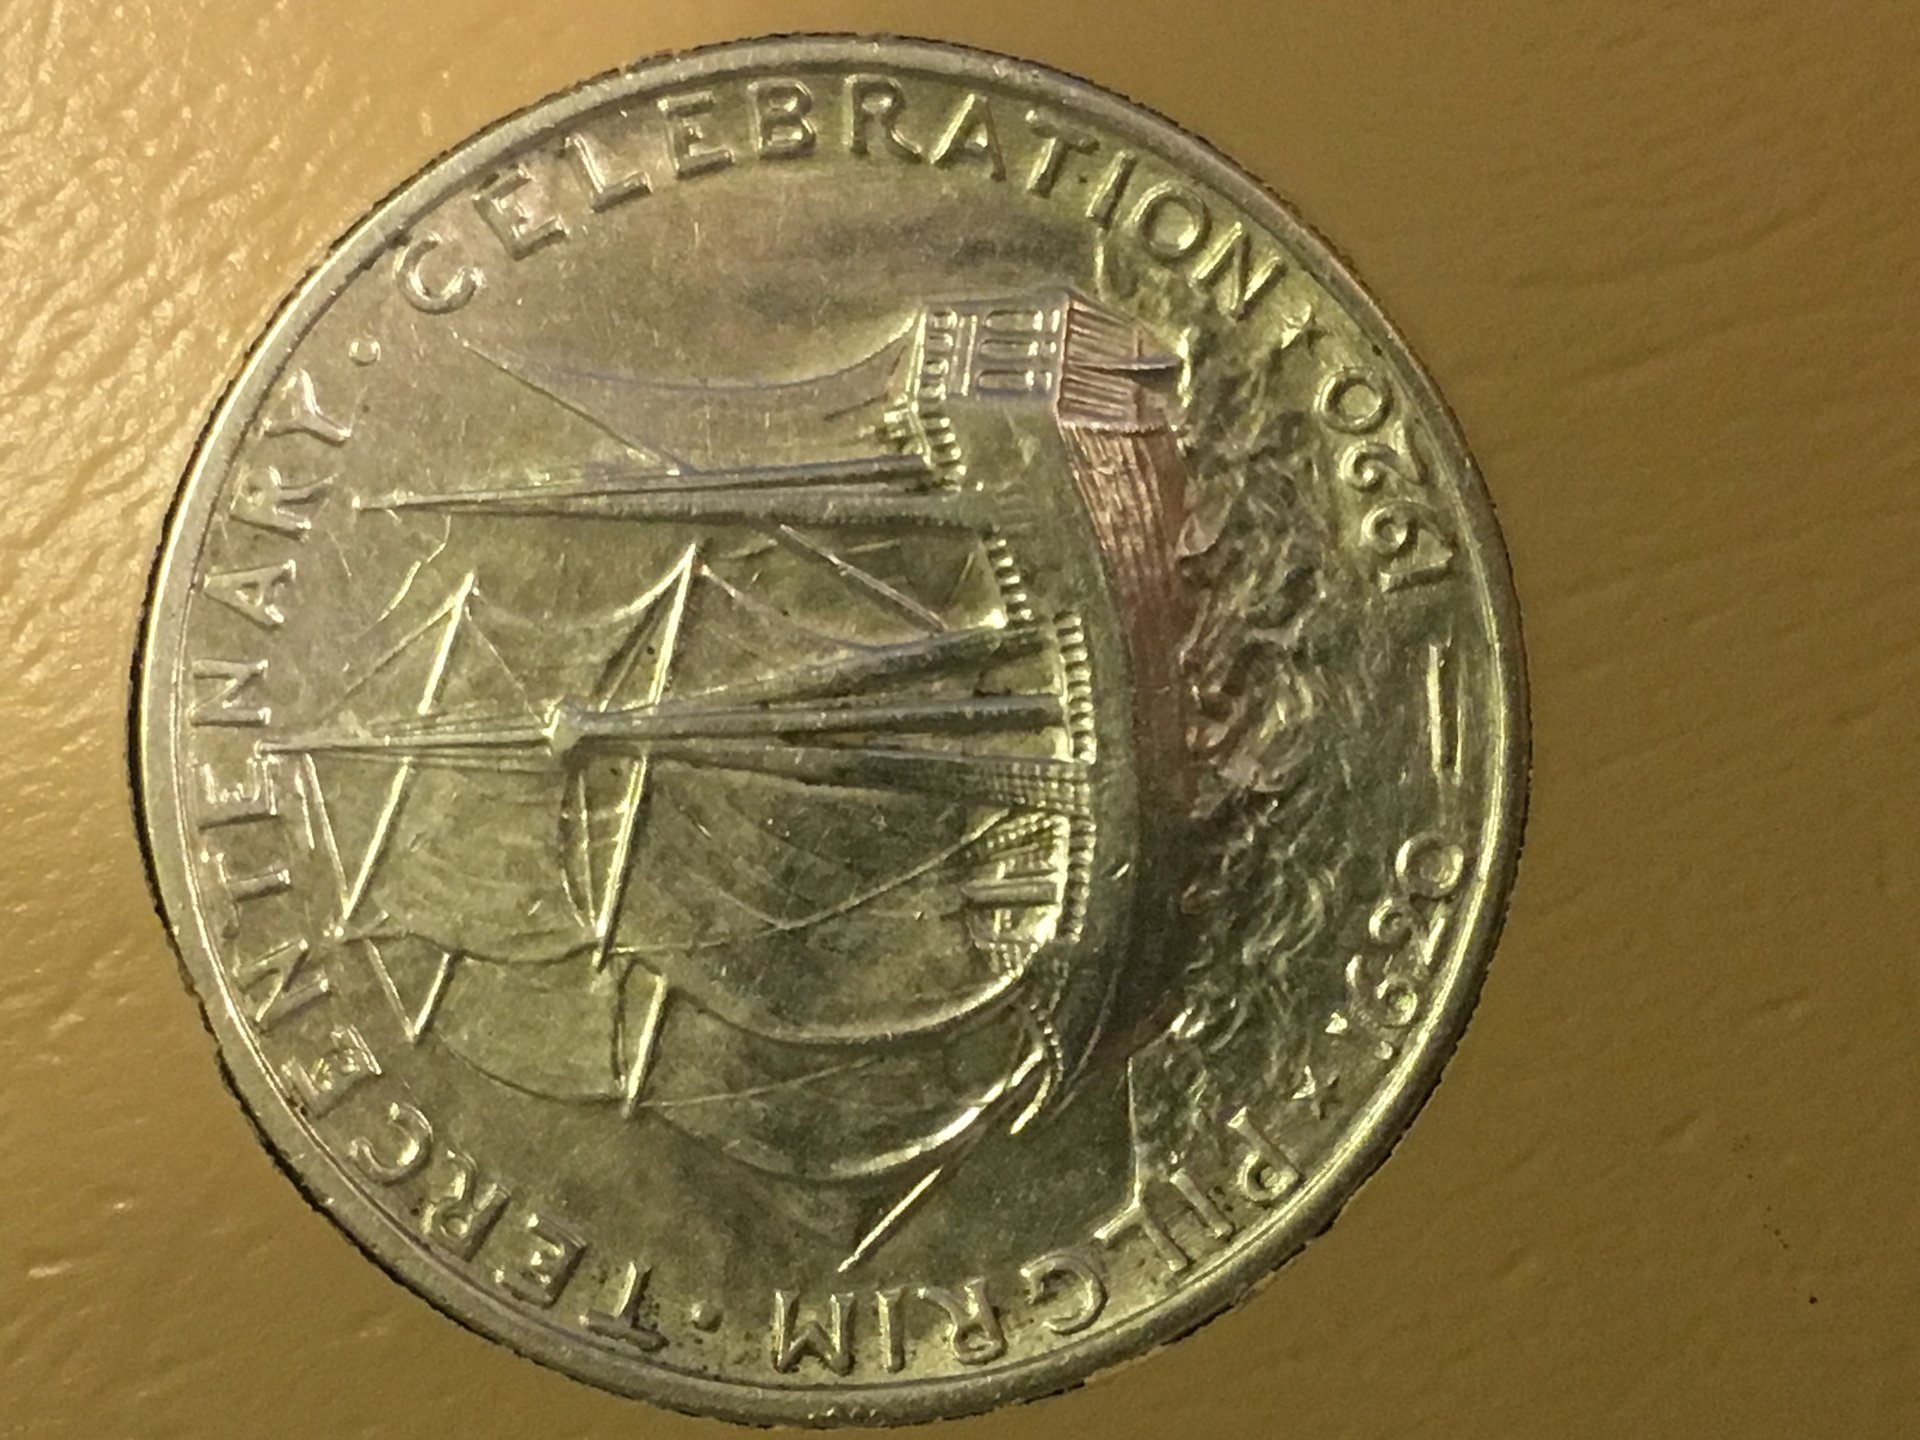 PILGRIM · TERCENTENARY · CELEBRATION
1620 — 1920